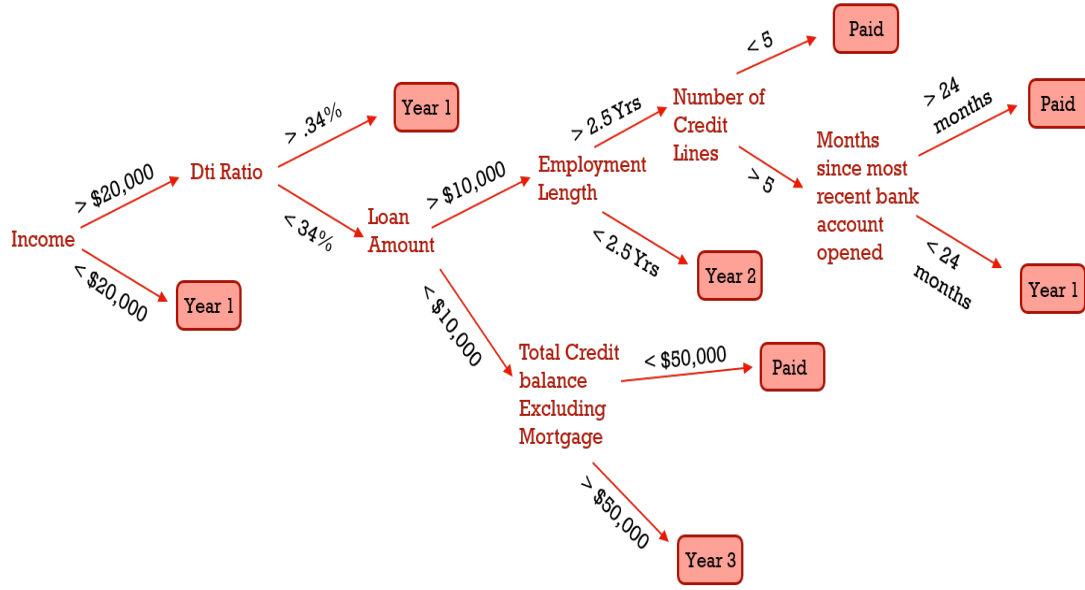 Income
> $20,000
< $20,000
Year 1
Dti Ratio
> .34%
Year 1
< 34%
Loan
Amount
> $10,000
< $10,000
Employment
Length
> 2.5 Yrs
< 2.5 Yrs
Year 2
Number of
Credit
Lines
< 5
Paid
> 5
Months
since most
recent bank
account
opened
> 24
months
Paid
< 24
months
Year 1
Total Credit
balance
Excluding
Mortgage
< $50,000
Paid
> $50,000
Year 3